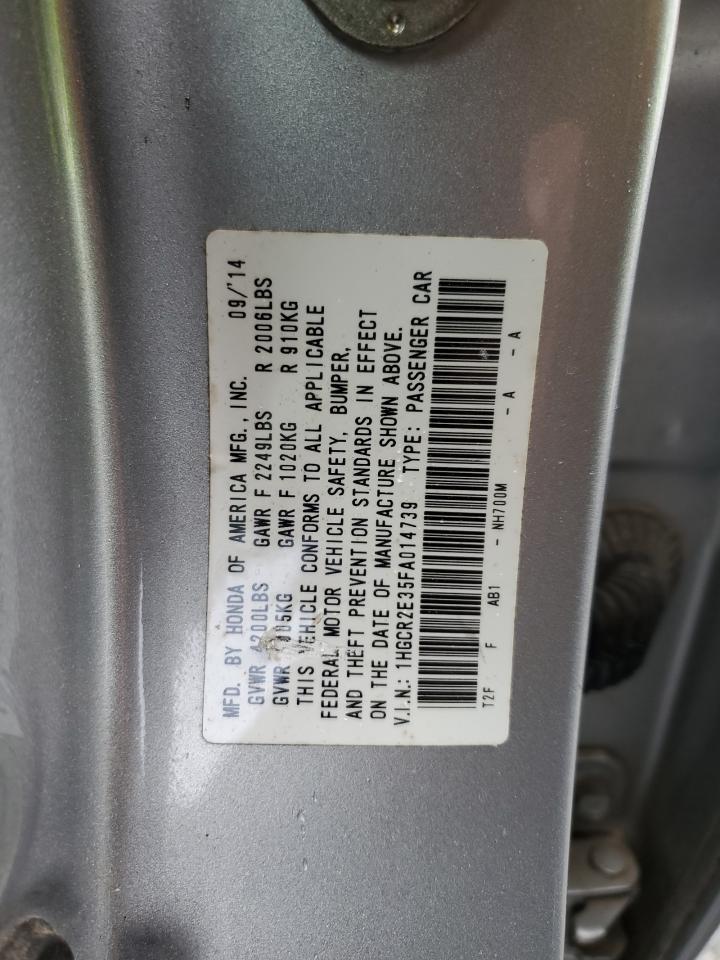 MFD. BY HONDA OF AMERICA MFG., INC. 09/'14
GVWR 4200LBS GAWR F 2249LBS R 2006LBS
GVWR 1905KG GAWR F 1020KG R 910KG
THIS VEHICLE CONFORMS TO ALL APPLICABLE
FEDERAL MOTOR VEHICLE SAFETY, BUMPER,
AND THEFT PREVENTION STANDARDS IN EFFECT
ON THE DATE OF MANUFACTURE SHOWN ABOVE.
V.I.N.: 1HGCR2E35FA014739 TYPE: PASSENGER CAR
T2F F AB1 - NH700M - A - A